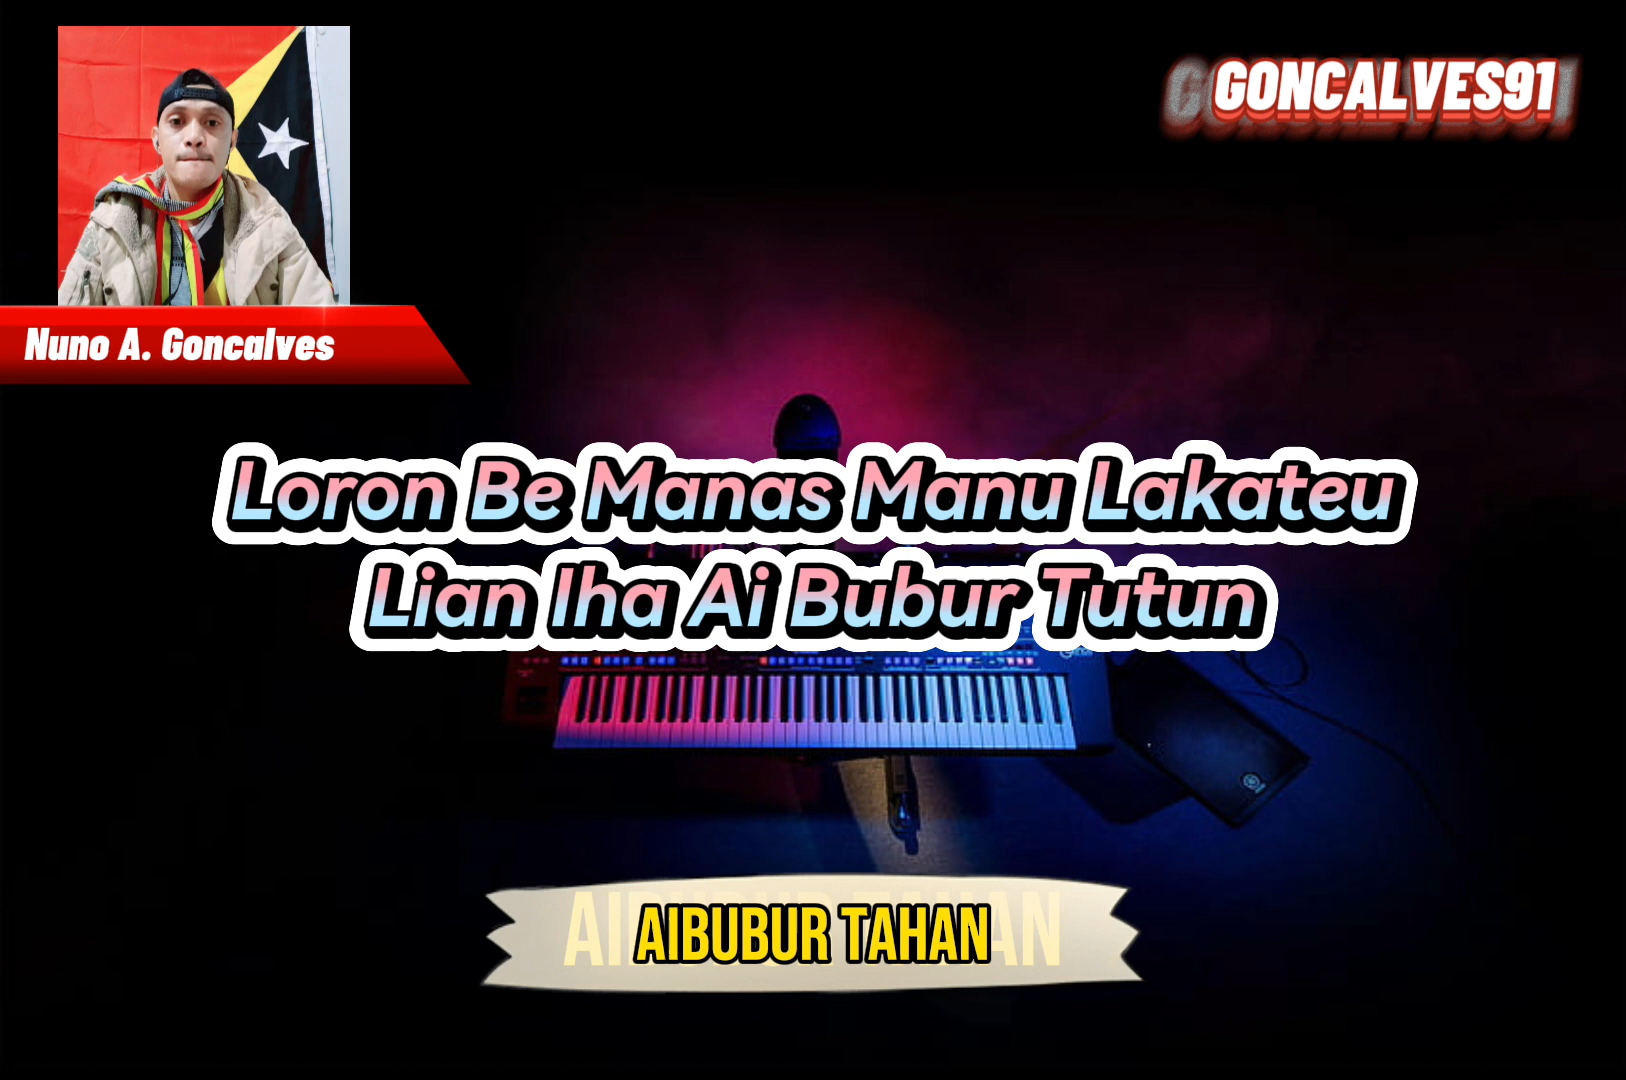 GONCALVES91
Nuno A. Goncalves
Loron Be Manas Manu Lakateu
Lian Iha Ai Bubur Tutun
AIBUBUR TAHAN